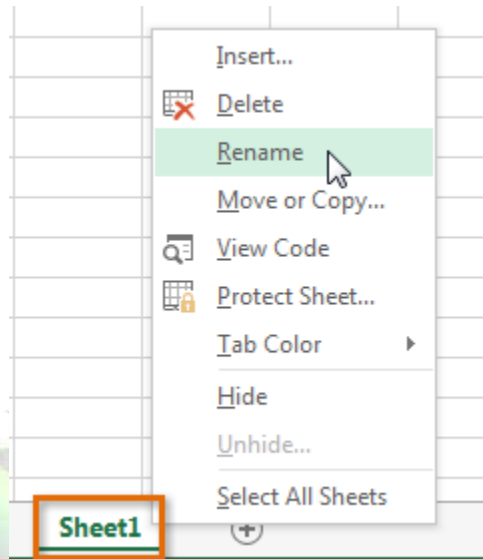 Insert...
Delete
Rename
Move or Copy...
View Code
Protect Sheet...
Tab Color
Hide
Unhide...
Select All Sheets
Sheet1